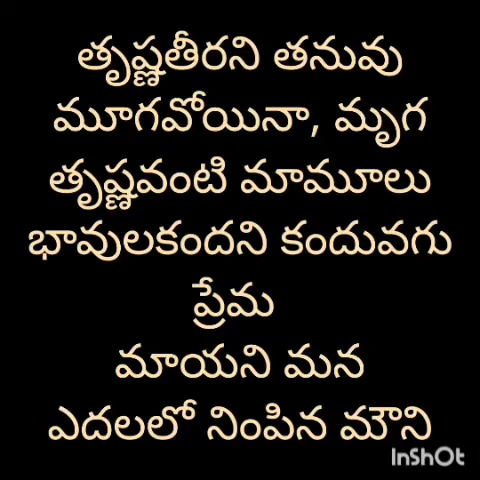 తృష్ణతీరని తనువు
మూగవోయినా, మృగ
తృష్ణవంటి మామూలు
భావులకందని కందువగు
ప్రేమ
మాయని మన
ఎదలలో నింపిన మౌని
InShOt